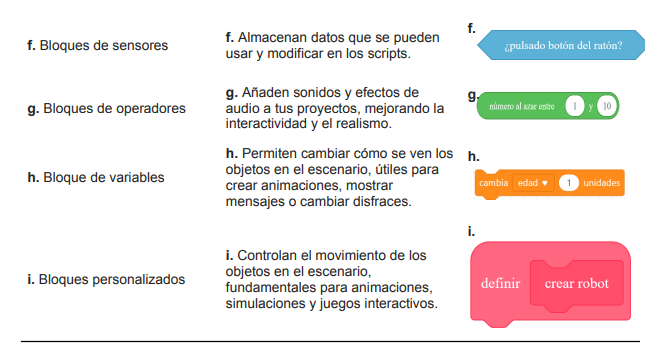 f. Bloques de sensores
f. Almacenan datos que se pueden
usar y modificar en los scripts.
f.
¿pulsado botón del ratón?
g. Bloques de operadores
g. Añaden sonidos y efectos de
audio a tus proyectos, mejorando la
interactividad y el realismo.
g.
número al azar entre 1 y 10
h. Bloque de variables
h. Permiten cambiar cómo se ven los
objetos en el escenario, útiles para
crear animaciones, mostrar
mensajes o cambiar disfraces.
h.
cambia edad ▾ 1 unidades
i. Bloques personalizados
i. Controlan el movimiento de los
objetos en el escenario,
fundamentales para animaciones,
simulaciones y juegos interactivos.
i.
definir crear robot